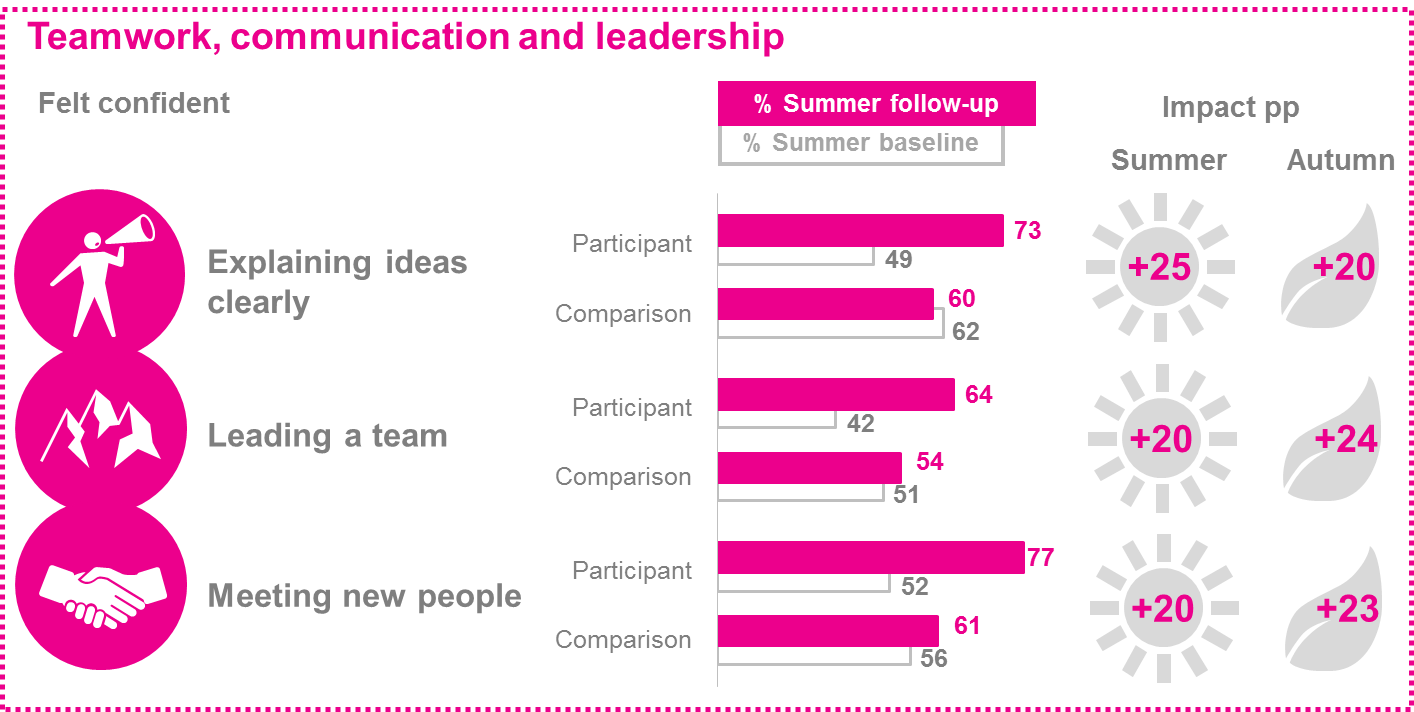 Teamwork, communication and leadership
Felt confident
% Summer follow-up
% Summer baseline
Impact pp
Summer
Autumn
Explaining ideas
clearly
Participant
73
49
Comparison
60
62
+25
+20
Leading a team
Participant
64
42
Comparison
54
51
+20
+24
Meeting new people
Participant
77
52
Comparison
61
56
+20
+23